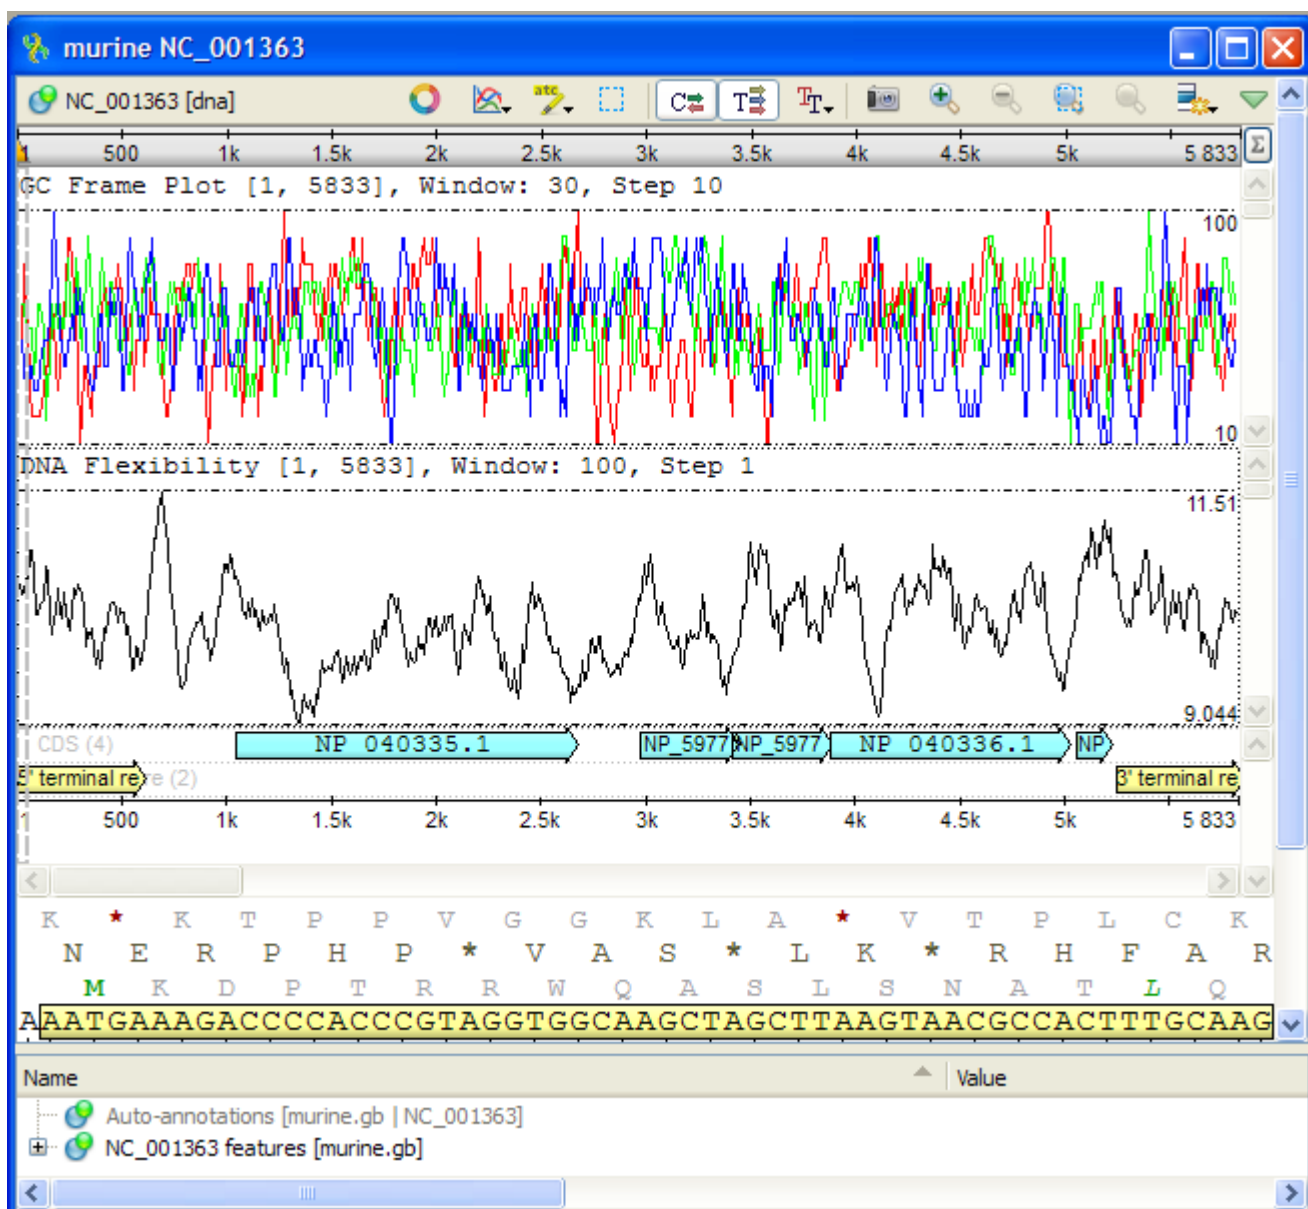 murine NC_001363
NC_001363 [dna]
1 500 1k 1.5k 2k 2.5k 3k 3.5k 4k 4.5k 5k 5 833 Σ
GC Frame Plot [1, 5833], Window: 30, Step 10
100
10
DNA Flexibility [1, 5833], Window: 100, Step 1
11.51
9.044
CDS (4) NP 040335.1 NP_5977 NP_5977 NP 040336.1 NP
5' terminal re e (2) 3' terminal re
1 500 1k 1.5k 2k 2.5k 3k 3.5k 4k 4.5k 5k 5 833
K * K T P P V G G K L A * V T P L C K
N E R P H P * V A S * L K * R H F A R
M K D P T R R W Q A S L S N A T L Q
AAATGAAAGACCCCACCCGTAGGTGGCAAGCTAGCTTAAGTAACGCCACTTTGCAAG
Name Value
Auto-annotations [murine.gb | NC_001363]
NC_001363 features [murine.gb]